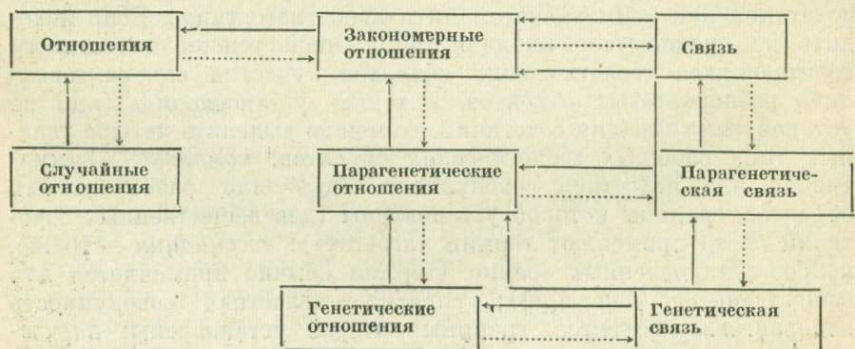 Отношения
Закономерные
отношения
Связь
Случайные
отношения
Парагенетические
отношения
Парагенетиче-
ская связь
Генетические
отношения
Генетическая
связь